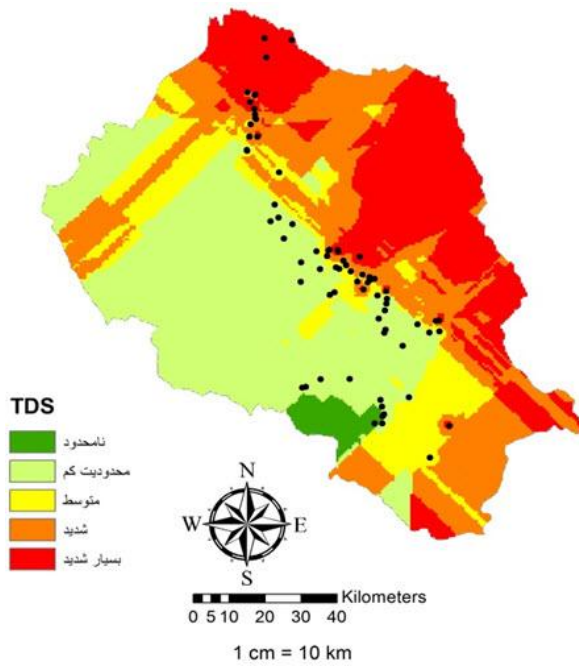 TDS
نامحدود
محدودیت کم
متوسط
شدید
بسیار شدید
N
W E
S
Kilometers
0 5 10 20 30 40
1 cm = 10 km